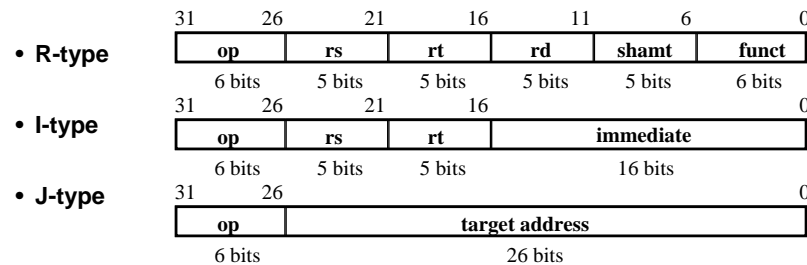 31 26 21 16 11 6 0
• R-type op rs rt rd shamt funct
6 bits 5 bits 5 bits 5 bits 5 bits 6 bits
31 26 21 16 0
• I-type op rs rt immediate
6 bits 5 bits 5 bits 16 bits
31 26 0
• J-type op target address
6 bits 26 bits